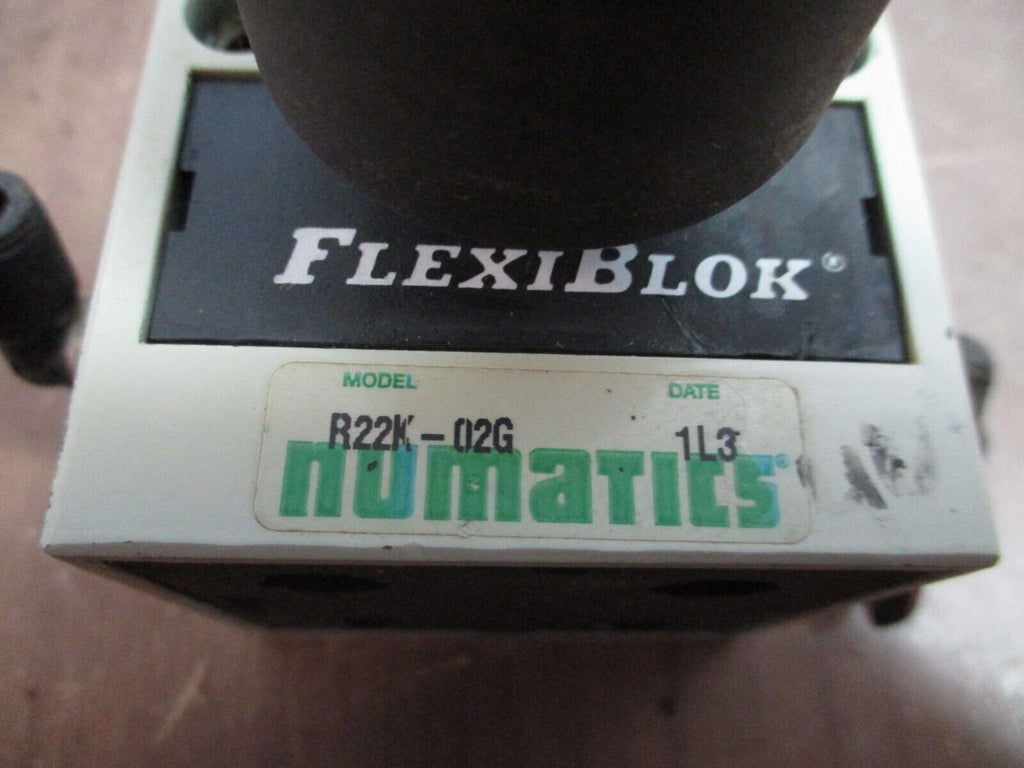 FLEXIBLOK®
MODEL DATE
R22K-02G 1L3
numatics®